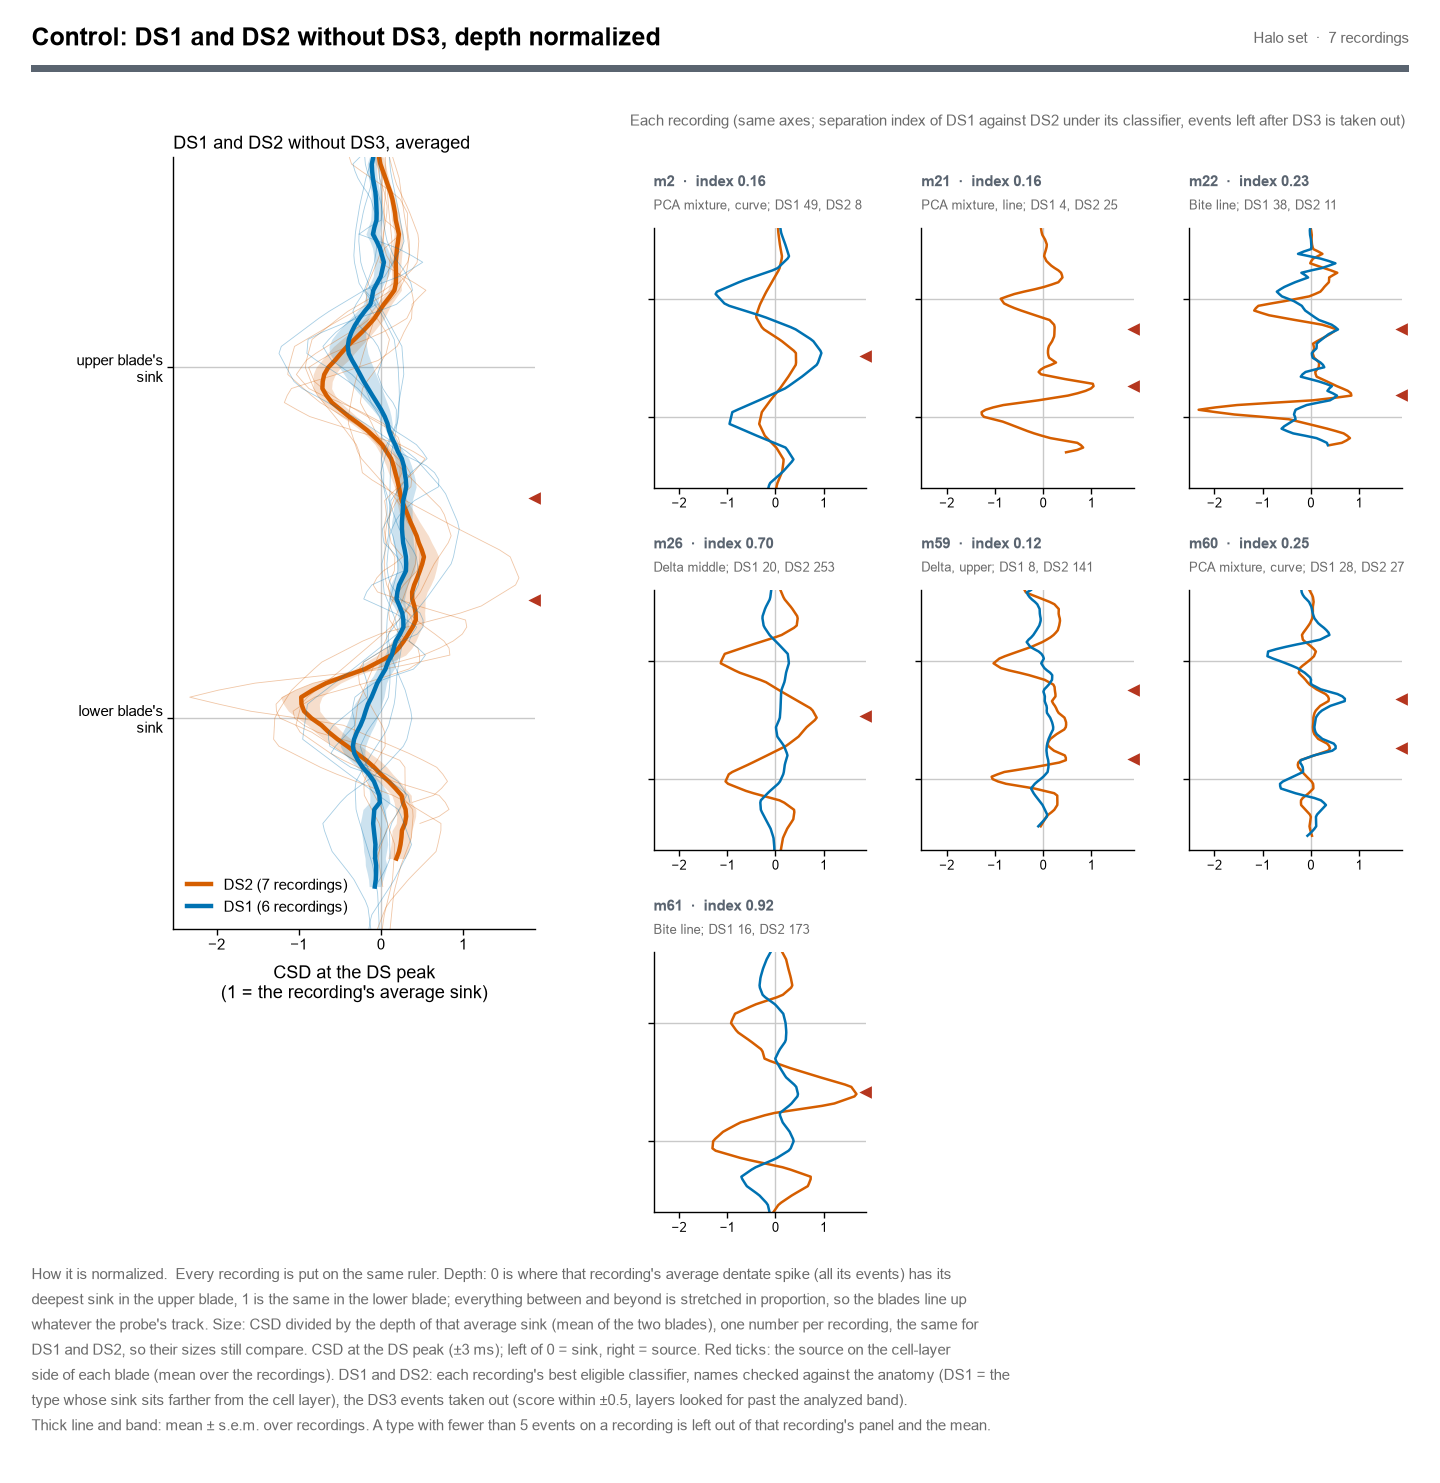 Control: DS1 and DS2 without DS3, depth normalized
Halo set · 7 recordings
Each recording (same axes; separation index of DS1 against DS2 under its classifier, events left after DS3 is taken out)
DS1 and DS2 without DS3, averaged
upper blade's
sink
lower blade's
sink
DS2 (7 recordings)
DS1 (6 recordings)
−2 −1 0 1
CSD at the DS peak
(1 = the recording's average sink)
m2 · index 0.16
PCA mixture, curve; DS1 49, DS2 8
−2 −1 0 1
m21 · index 0.16
PCA mixture, line; DS1 4, DS2 25
−2 −1 0 1
m22 · index 0.23
Bite line; DS1 38, DS2 11
−2 −1 0 1
m26 · index 0.70
Delta middle; DS1 20, DS2 253
−2 −1 0 1
m59 · index 0.12
Delta, upper; DS1 8, DS2 141
−2 −1 0 1
m60 · index 0.25
PCA mixture, curve; DS1 28, DS2 27
−2 −1 0 1
m61 · index 0.92
Bite line; DS1 16, DS2 173
−2 −1 0 1
How it is normalized. Every recording is put on the same ruler. Depth: 0 is where that recording's average dentate spike (all its events) has its
deepest sink in the upper blade, 1 is the same in the lower blade; everything between and beyond is stretched in proportion, so the blades line up
whatever the probe's track. Size: CSD divided by the depth of that average sink (mean of the two blades), one number per recording, the same for
DS1 and DS2, so their sizes still compare. CSD at the DS peak (±3 ms); left of 0 = sink, right = source. Red ticks: the source on the cell-layer
side of each blade (mean over the recordings). DS1 and DS2: each recording's best eligible classifier, names checked against the anatomy (DS1 = the
type whose sink sits farther from the cell layer), the DS3 events taken out (score within ±0.5, layers looked for past the analyzed band).
Thick line and band: mean ± s.e.m. over recordings. A type with fewer than 5 events on a recording is left out of that recording's panel and the mean.